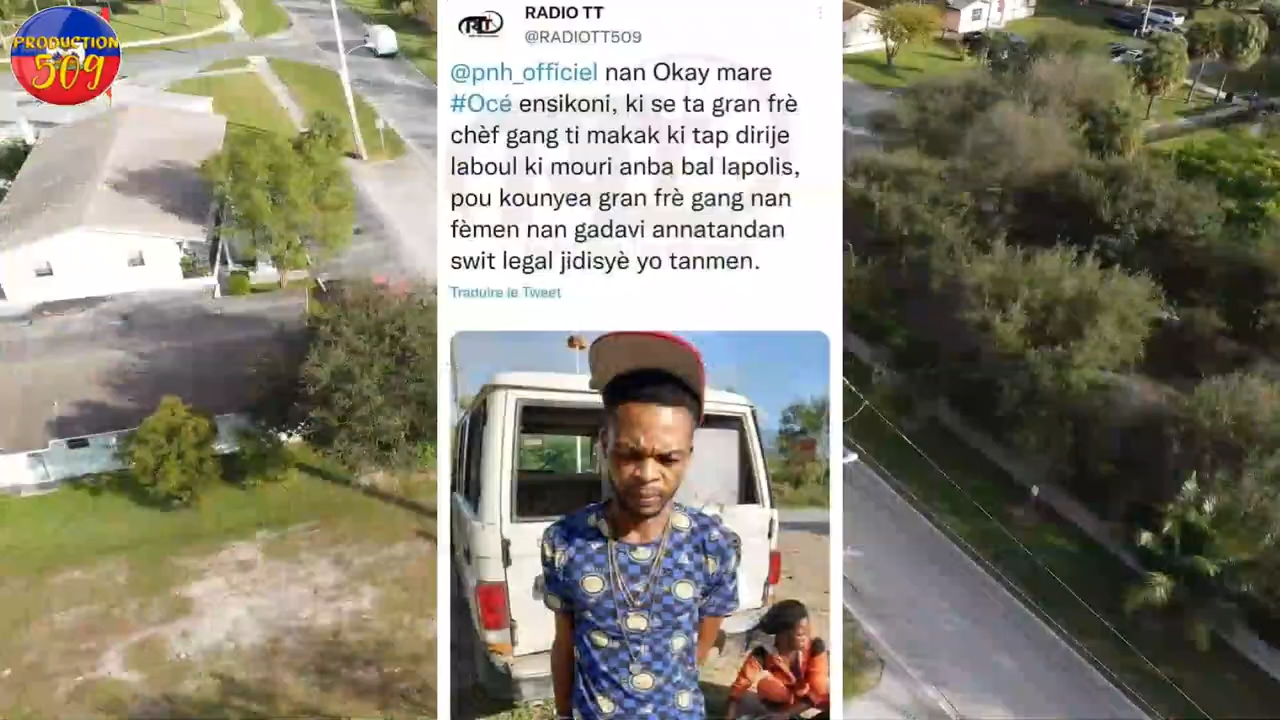 PRODUCTION
509
RADIO TT
@RADIOTT509
@pnh_officiel nan Okay mare
#Océ ensikoni, ki se ta gran frè
chèf gang ti makak ki tap dirije
laboul ki mouri anba bal lapolis,
pou kounyea gran frè gang nan
fèmen nan gadavi annatandan
swit legal jidisyè yo tanmen.
Traduire le Tweet